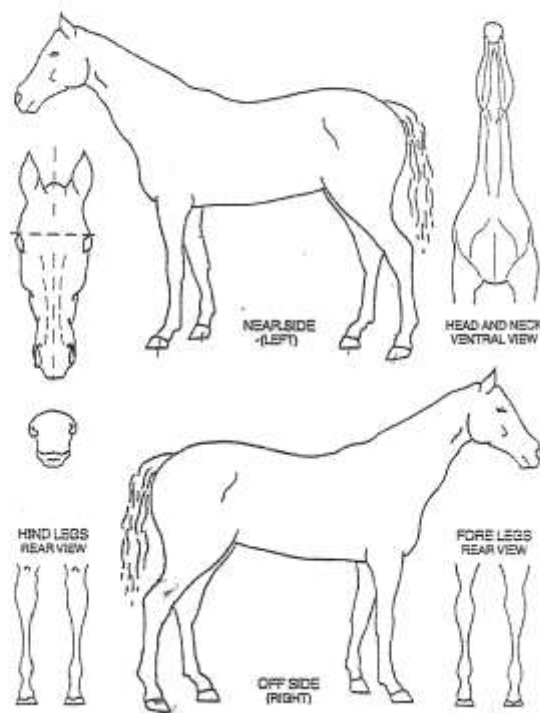 NEAR SIDE
-(LEFT)
HEAD AND NECK
VENTRAL VIEW
HIND LEGS
REAR VIEW
FORE LEGS
REAR VIEW
OFF SIDE
(RIGHT)